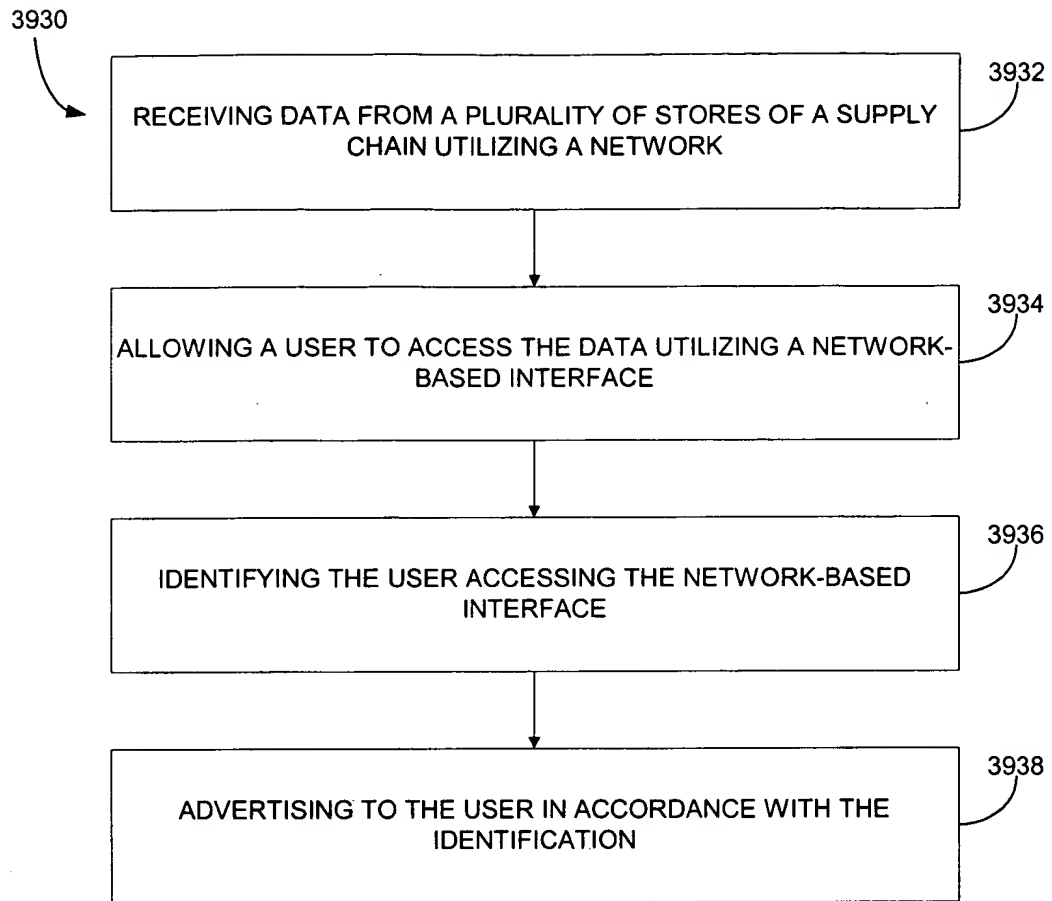 3930
3932
RECEIVING DATA FROM A PLURALITY OF STORES OF A SUPPLY
CHAIN UTILIZING A NETWORK
3934
ALLOWING A USER TO ACCESS THE DATA UTILIZING A NETWORK-
BASED INTERFACE
3936
IDENTIFYING THE USER ACCESSING THE NETWORK-BASED
INTERFACE
3938
ADVERTISING TO THE USER IN ACCORDANCE WITH THE
IDENTIFICATION